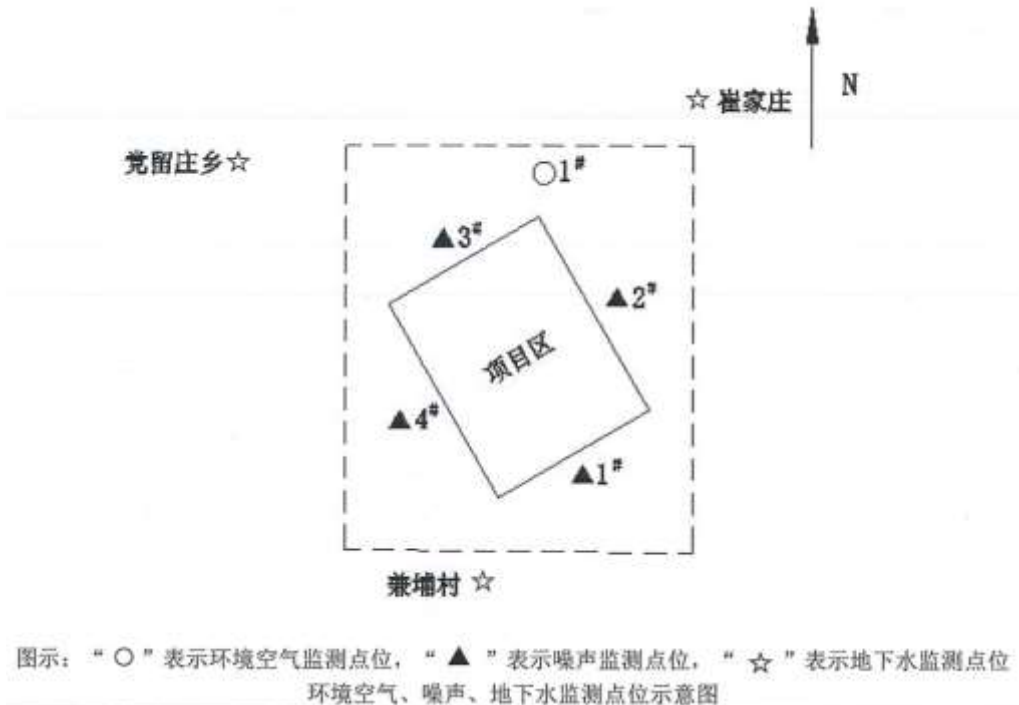 N
☆ 崔家庄
党留庄乡☆
○1#
▲3#
▲2#
项目区
▲4#
▲1#
兼埔村 ☆
图示：“ ○ ”表示环境空气监测点位，“ ▲ ”表示噪声监测点位，“ ☆ ”表示地下水监测点位
环境空气、噪声、地下水监测点位示意图